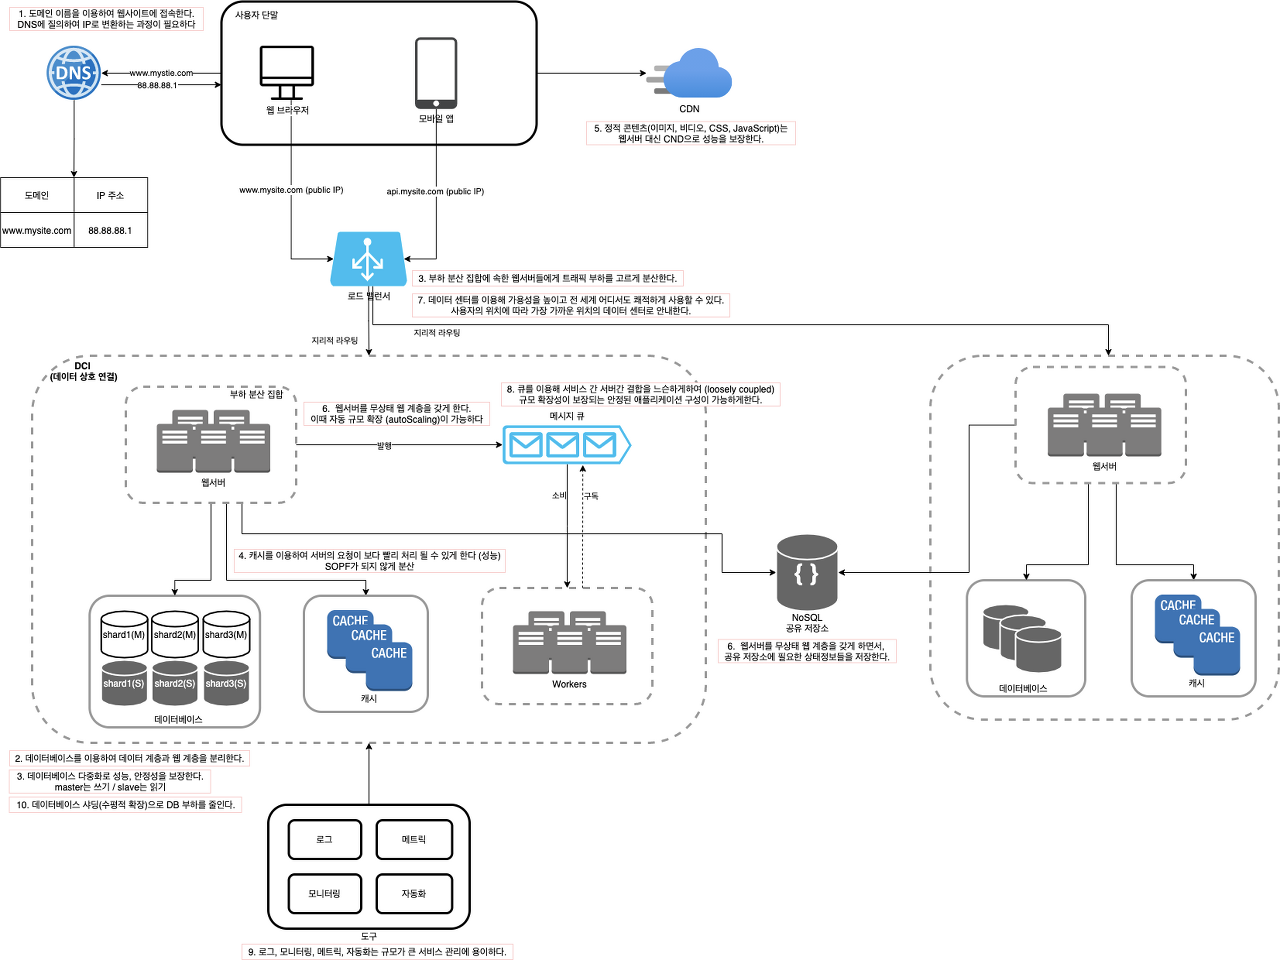 1. 도메인 이름을 이용하여 웹사이트에 접속한다.
DNS에 질의하여 IP로 변환하는 과정이 필요하다
사용자 단말
DNS
www.mystie.com
88.88.88.1
웹 브라우저
모바일 앱
CDN
5. 정적 콘텐츠(이미지, 비디오, CSS, JavaScript)는
웹서버 대신 CND으로 성능을 보장한다.
도메인
IP 주소
www.mysite.com
88.88.88.1
www.mysite.com (public IP)
api.mysite.com (public IP)
로드 밸런서
3. 부하 분산 집합에 속한 웹서버들에게 트래픽 부하를 고르게 분산한다.
7. 데이터 센터를 이용해 가용성을 높이고 전 세계 어디서도 쾌적하게 사용할 수 있다.
사용자의 위치에 따라 가장 가까운 위치의 데이터 센터로 안내한다.
지리적 라우팅
지리적 라우팅
DCI
(데이터 상호 연결)
부하 분산 집합
웹서버
6. 웹서버를 무상태 웹 계층을 갖게 한다.
이때 자동 규모 확장 (autoScaling)이 가능하다
8. 큐를 이용해 서비스 간 서버간 결합을 느슨하게하여 (loosely coupled)
규모 확장성이 보장되는 안정된 애플리케이션 구성이 가능하게한다.
메시지 큐
발행
소비
구독
웹서버
4. 캐시를 이용하여 서버의 요청이 보다 빨리 처리 될 수 있게 한다 (성능)
SOPF가 되지 않게 분산
shard1(M)
shard2(M)
shard3(M)
shard1(S)
shard2(S)
shard3(S)
데이터베이스
CACHE
CACHE
CACHE
캐시
Workers
{ }
NoSQL
공유 저장소
6. 웹서버를 무상태 웹 계층을 갖게 하면서,
공유 저장소에 필요한 상태정보들을 저장한다.
데이터베이스
CACHE
CACHE
CACHE
캐시
2. 데이터베이스를 이용하여 데이터 계층과 웹 계층을 분리한다.
3. 데이터베이스 다중화로 성능, 안정성을 보장한다.
master는 쓰기 / slave는 읽기
10. 데이터베이스 샤딩(수평적 확장)으로 DB 부하를 줄인다.
로그
메트릭
모니터링
자동화
도구
9. 로그, 모니터링, 메트릭, 자동화는 규모가 큰 서비스 관리에 용이하다.